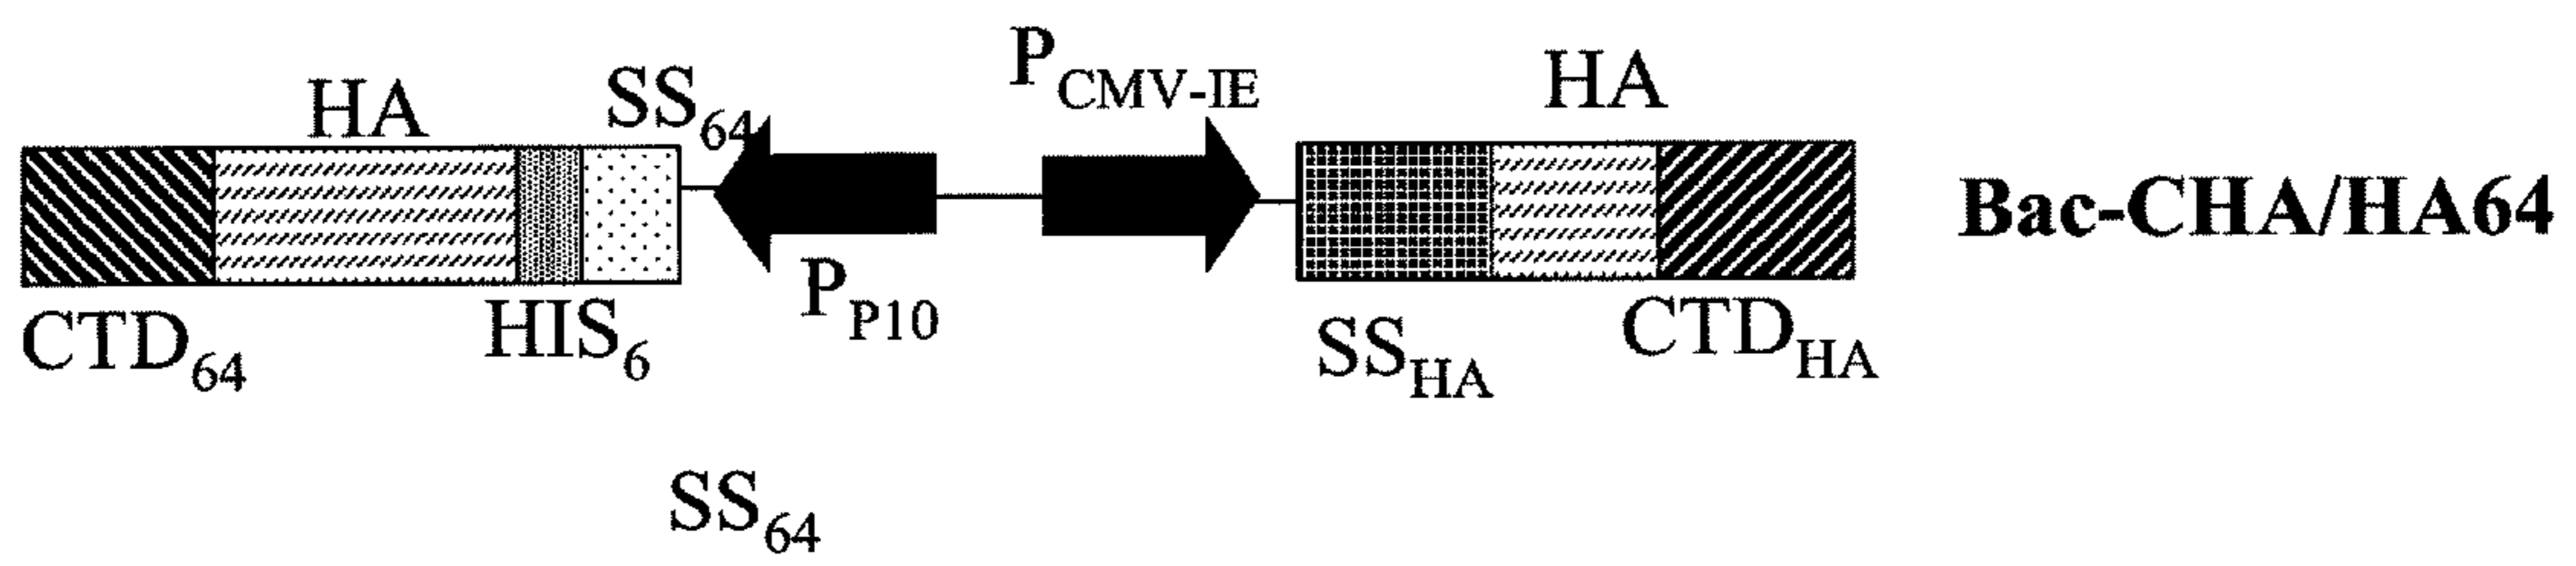 HA SS64 PCMV-IE HA
Bac-CHA/HA64
CTD64 HIS6 PP10 SSHA CTDHA
SS64